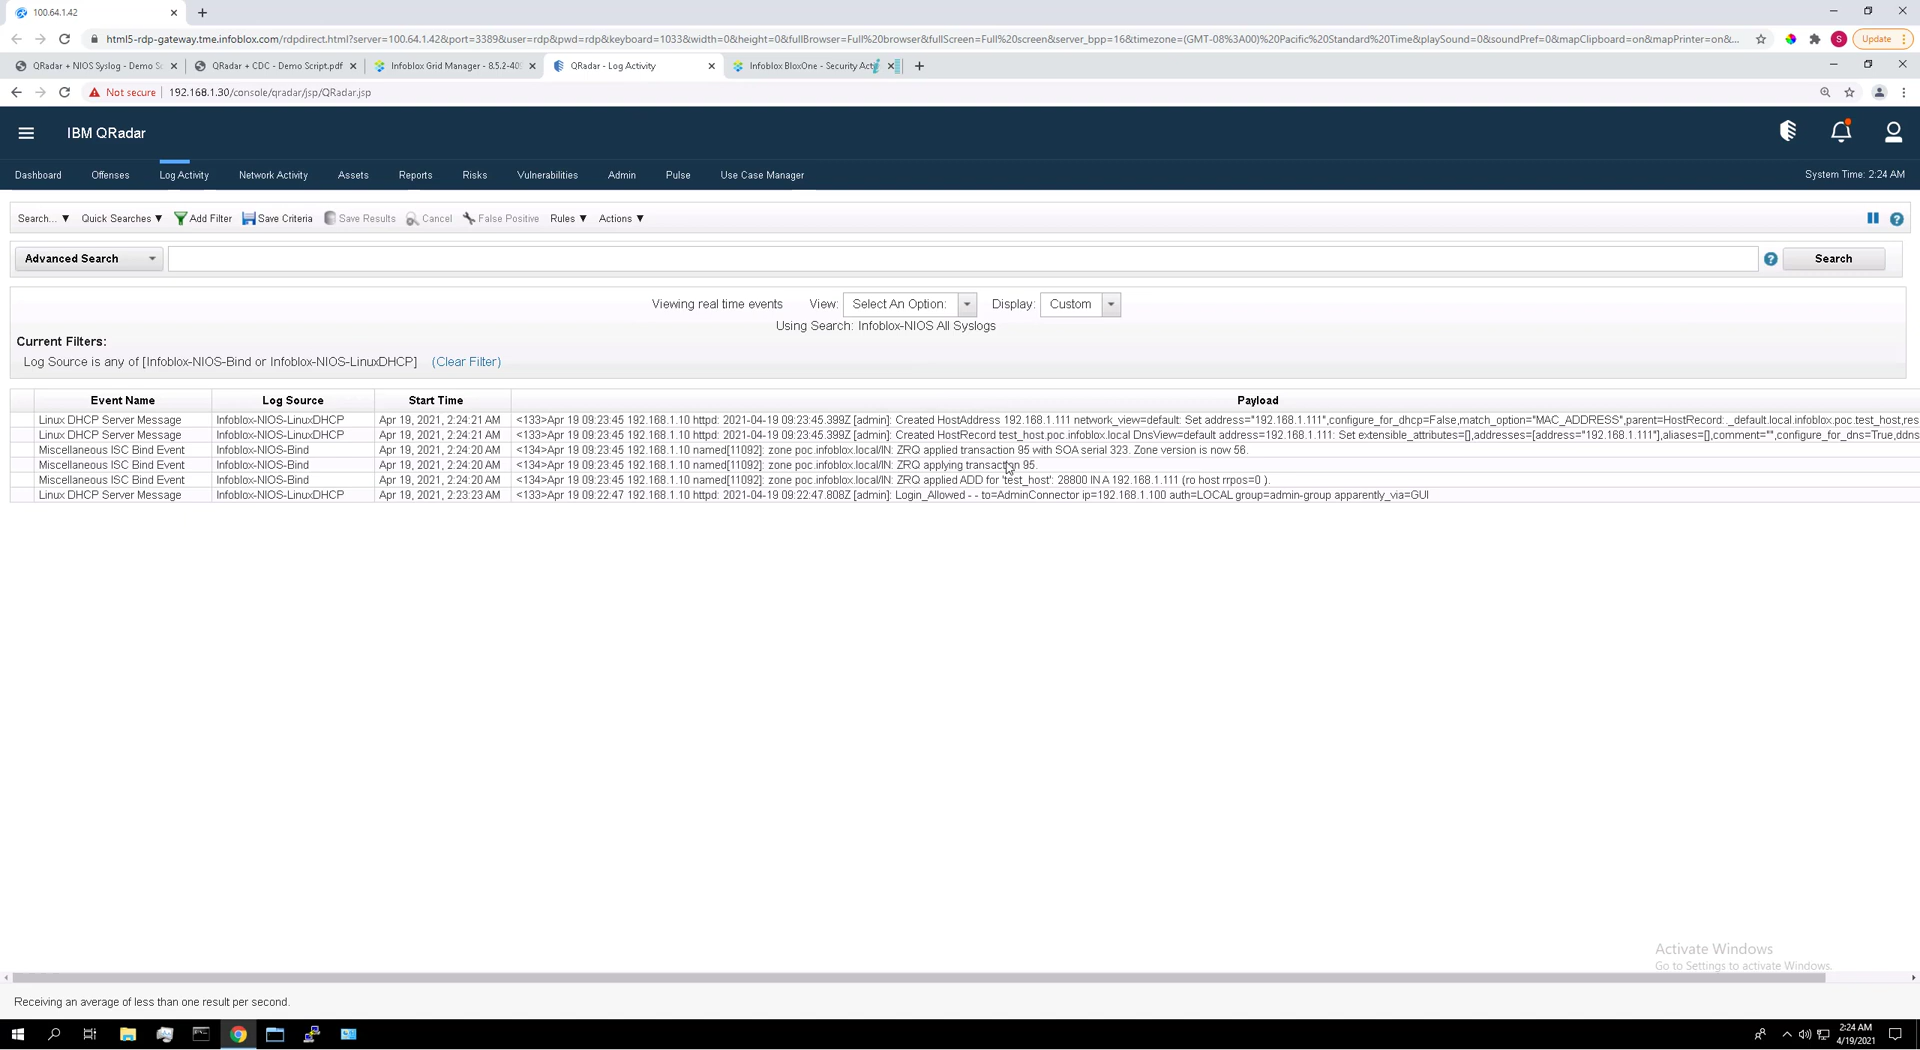 100.64.1.42
html5-rdp-gateway.tme.infoblox.com/rdpdirect.html?server=100.64.1.42&port=3389&user=rdp&pwd=rdp&keyboard=1033&width=0&height=0&fullBrowser=Full%20browser&fullScreen=Full%20screen&server_bpp=16&timezone=(GMT-08%3A00)%20Pacific%20Standard%20Time&playSound=0&soundPref=0&mapClipboard=on&mapPrinter=on&...
S
Update
QRadar + NIOS Syslog - Demo Sc
QRadar + CDC - Demo Script.pdf
Infoblox Grid Manager - 8.5.2-40
QRadar - Log Activity
Infoblox BloxOne - Security Acti
Not secure
192.168.1.30/console/qradar/jsp/QRadar.jsp
IBM QRadar
Dashboard Offenses Log Activity Network Activity Assets Reports Risks Vulnerabilities Admin Pulse Use Case Manager System Time: 2:24 AM
Search... ▼ Quick Searches ▼ Add Filter Save Criteria Save Results Cancel False Positive Rules ▼ Actions ▼
Advanced Search Search
Viewing real time events View: Select An Option: Display: Custom
Using Search: Infoblox-NIOS All Syslogs
Current Filters:
Log Source is any of [Infoblox-NIOS-Bind or Infoblox-NIOS-LinuxDHCP] (Clear Filter)
Event Name Log Source Start Time Payload
Linux DHCP Server Message Infoblox-NIOS-LinuxDHCP Apr 19, 2021, 2:24:21 AM <133>Apr 19 09:23:45 192.168.1.10 httpd: 2021-04-19 09:23:45.399Z [admin]: Created HostAddress 192.168.1.111 network_view=default: Set address="192.168.1.111",configure_for_dhcp=False,match_option="MAC_ADDRESS",parent=HostRecord:._default.local.infoblox.poc.test_host,res
Linux DHCP Server Message Infoblox-NIOS-LinuxDHCP Apr 19, 2021, 2:24:21 AM <133>Apr 19 09:23:45 192.168.1.10 httpd: 2021-04-19 09:23:45.399Z [admin]: Created HostRecord test_host.poc.infoblox.local DnsView=default address=192.168.1.111: Set extensible_attributes=[],addresses=[address="192.168.1.111"],aliases=[],comment="",configure_for_dns=True,ddns
Miscellaneous ISC Bind Event Infoblox-NIOS-Bind Apr 19, 2021, 2:24:20 AM <134>Apr 19 09:23:45 192.168.1.10 named[11092]: zone poc.infoblox.local/IN: ZRQ applied transaction 95 with SOA serial 323. Zone version is now 56.
Miscellaneous ISC Bind Event Infoblox-NIOS-Bind Apr 19, 2021, 2:24:20 AM <134>Apr 19 09:23:45 192.168.1.10 named[11092]: zone poc.infoblox.local/IN: ZRQ applying transaction 95.
Miscellaneous ISC Bind Event Infoblox-NIOS-Bind Apr 19, 2021, 2:24:20 AM <134>Apr 19 09:23:45 192.168.1.10 named[11092]: zone poc.infoblox.local/IN: ZRQ applied ADD for 'test_host': 28800 IN A 192.168.1.111 (ro host rrpos=0 ).
Linux DHCP Server Message Infoblox-NIOS-LinuxDHCP Apr 19, 2021, 2:23:23 AM <133>Apr 19 09:22:47 192.168.1.10 httpd: 2021-04-19 09:22:47.808Z [admin]: Login_Allowed - - to=AdminConnector ip=192.168.1.100 auth=LOCAL group=admin-group apparently_via=GUI
Activate Windows
Go to Settings to activate Windows.
Receiving an average of less than one result per second.
2:24 AM
4/19/2021